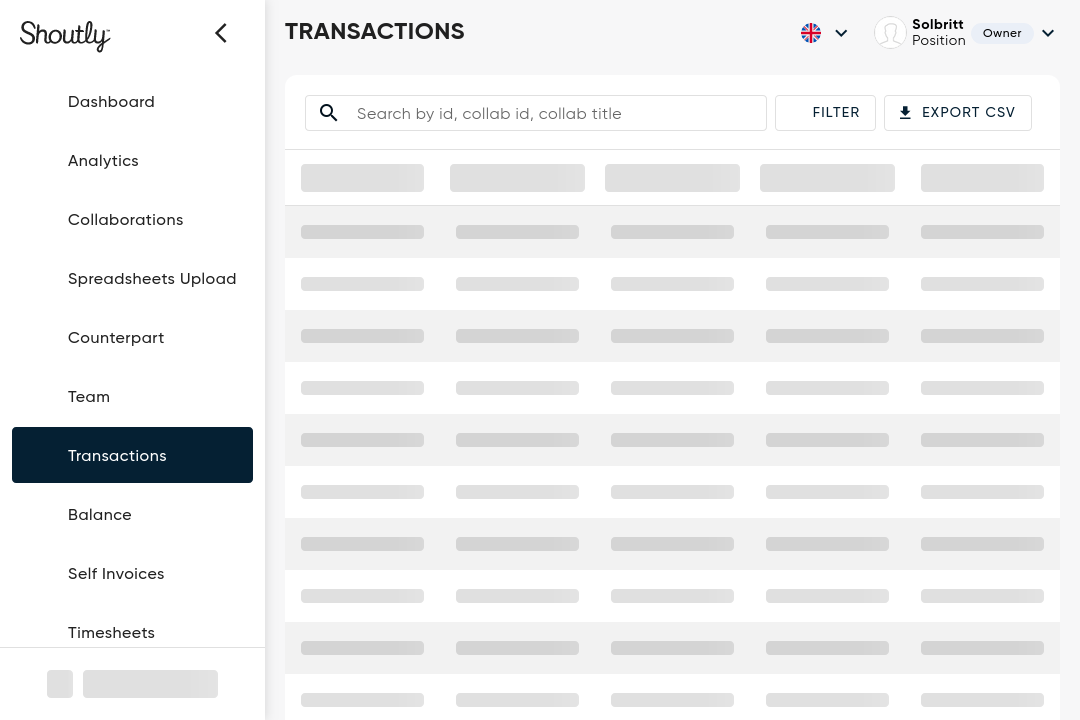 Shoutly
Dashboard
Analytics
Collaborations
Spreadsheets Upload
Counterpart
Team
Transactions
Balance
Self Invoices
Timesheets
TRANSACTIONS
Solbritt
Position
Owner
Search by id, collab id, collab title
FILTER
EXPORT CSV